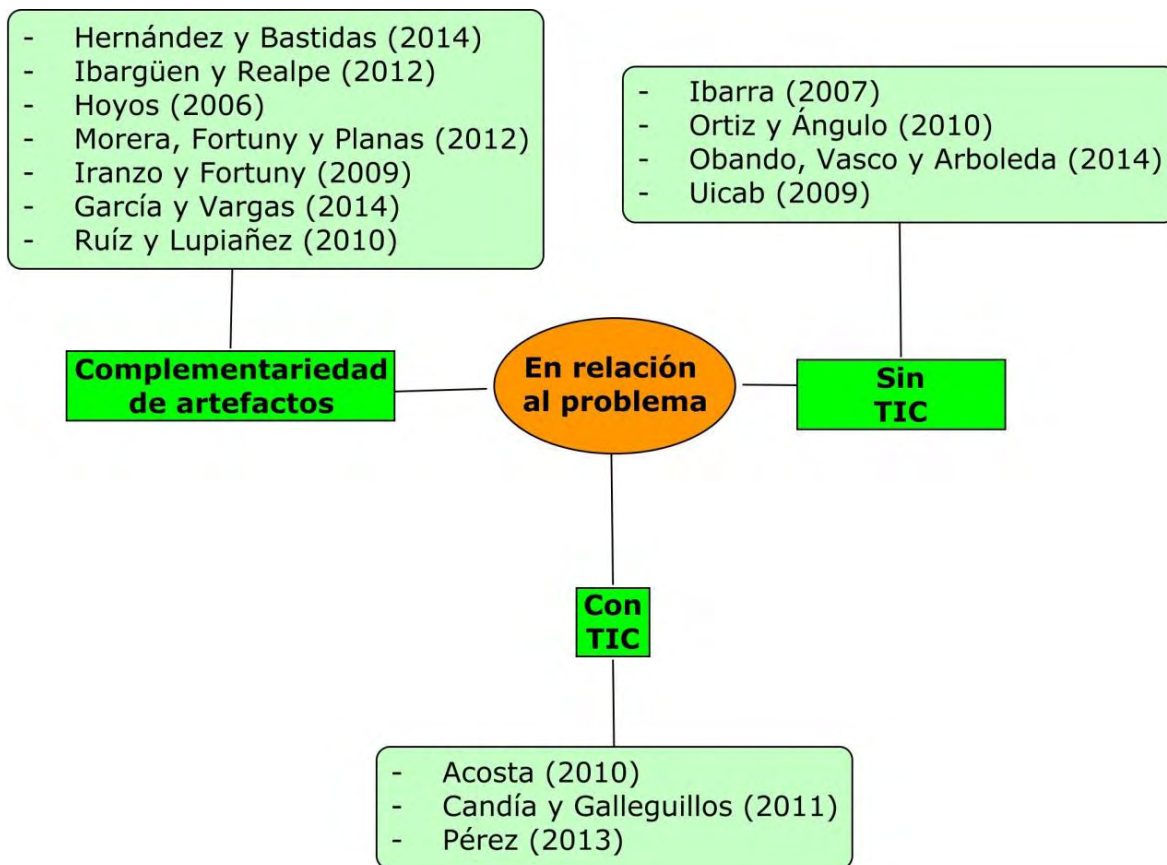 - Hernández y Bastidas (2014)
- Ibargüen y Realpe (2012)
- Hoyos (2006)
- Morera, Fortuny y Planas (2012)
- Iranzo y Fortuny (2009)
- García y Vargas (2014)
- Ruíz y Lupiañez (2010)
- Ibarra (2007)
- Ortiz y Ángulo (2010)
- Obando, Vasco y Arboleda (2014)
- Uicab (2009)
Complementariedad
de artefactos
En relación
al problema
Sin
TIC
Con
TIC
- Acosta (2010)
- Candía y Galleguillos (2011)
- Pérez (2013)